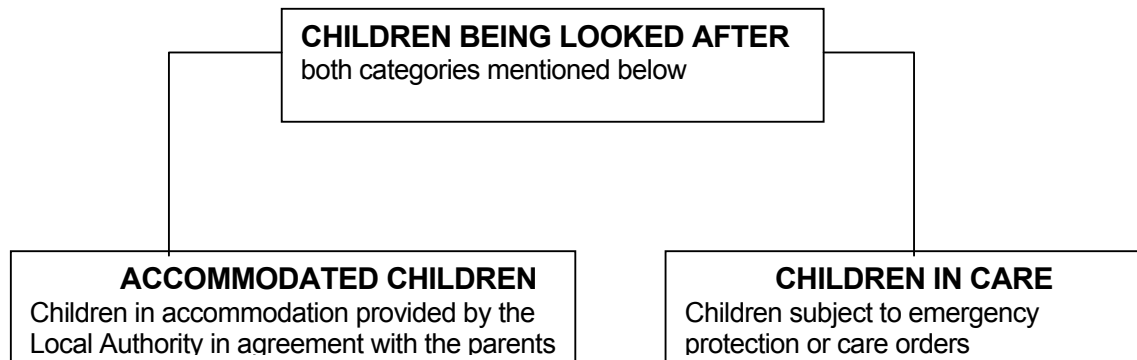 CHILDREN BEING LOOKED AFTER
both categories mentioned below
ACCOMMODATED CHILDREN
Children in accommodation provided by the
Local Authority in agreement with the parents
CHILDREN IN CARE
Children subject to emergency
protection or care orders